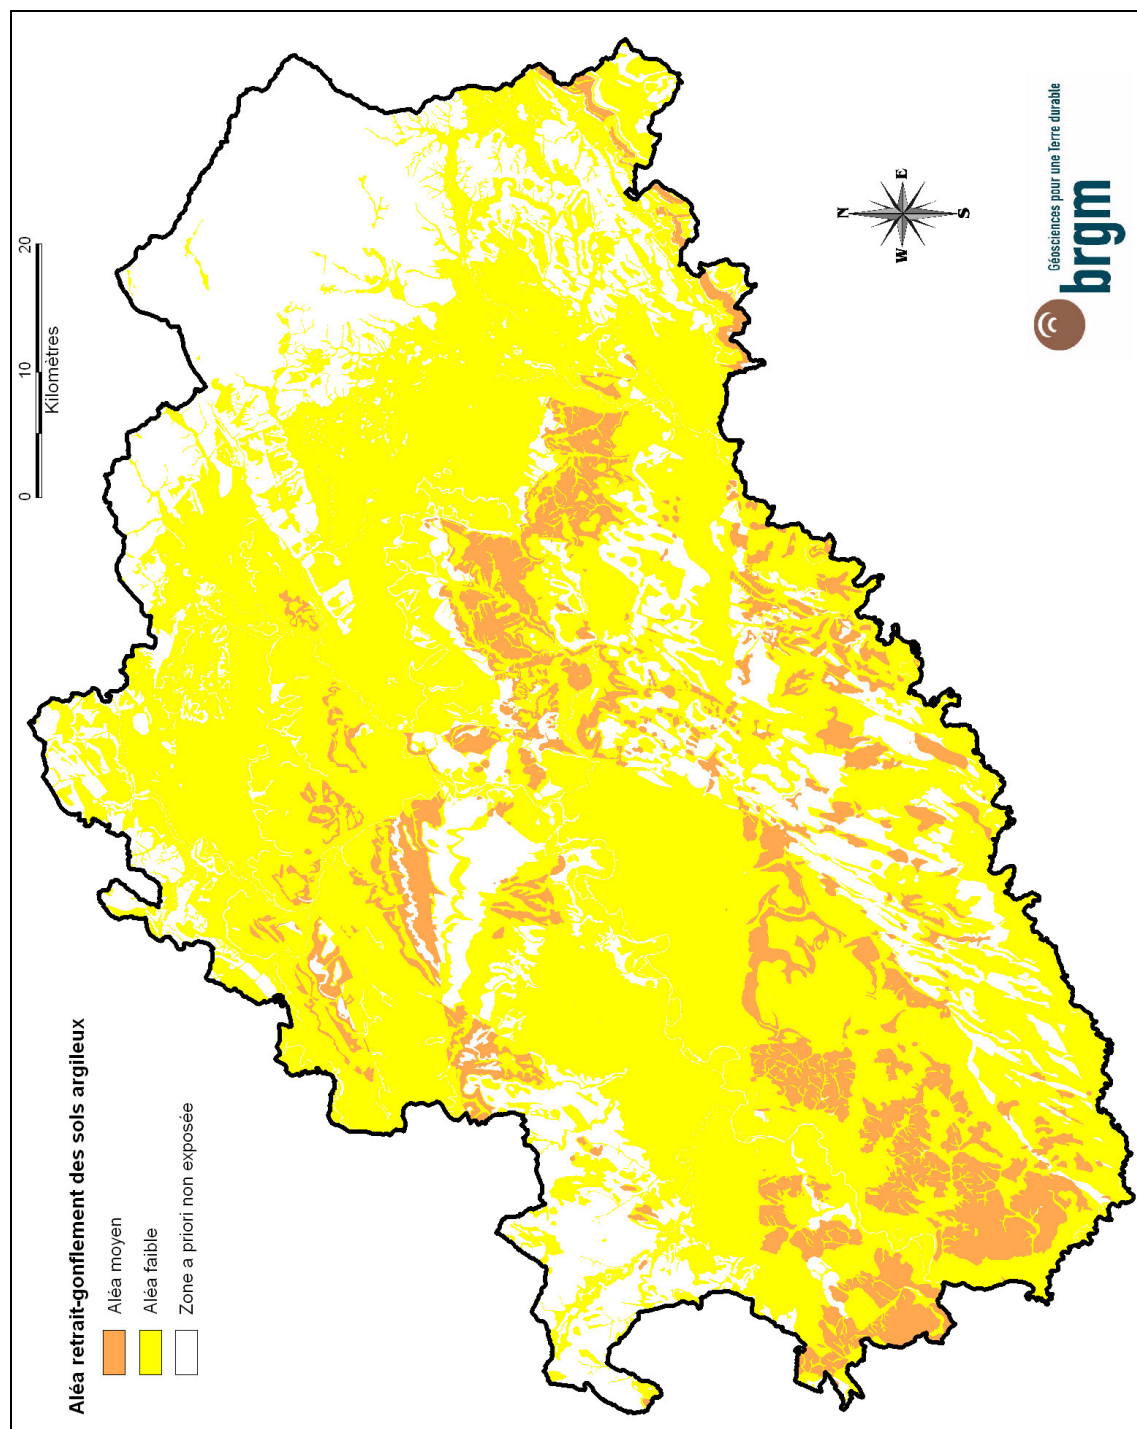 Aléa retrait-gonflement des sols argileux
Aléa moyen
Aléa faible
Zone a priori non exposée
0 10 20
Kilomètres
N
W E
S
Géosciences pour une Terre durable
brgm